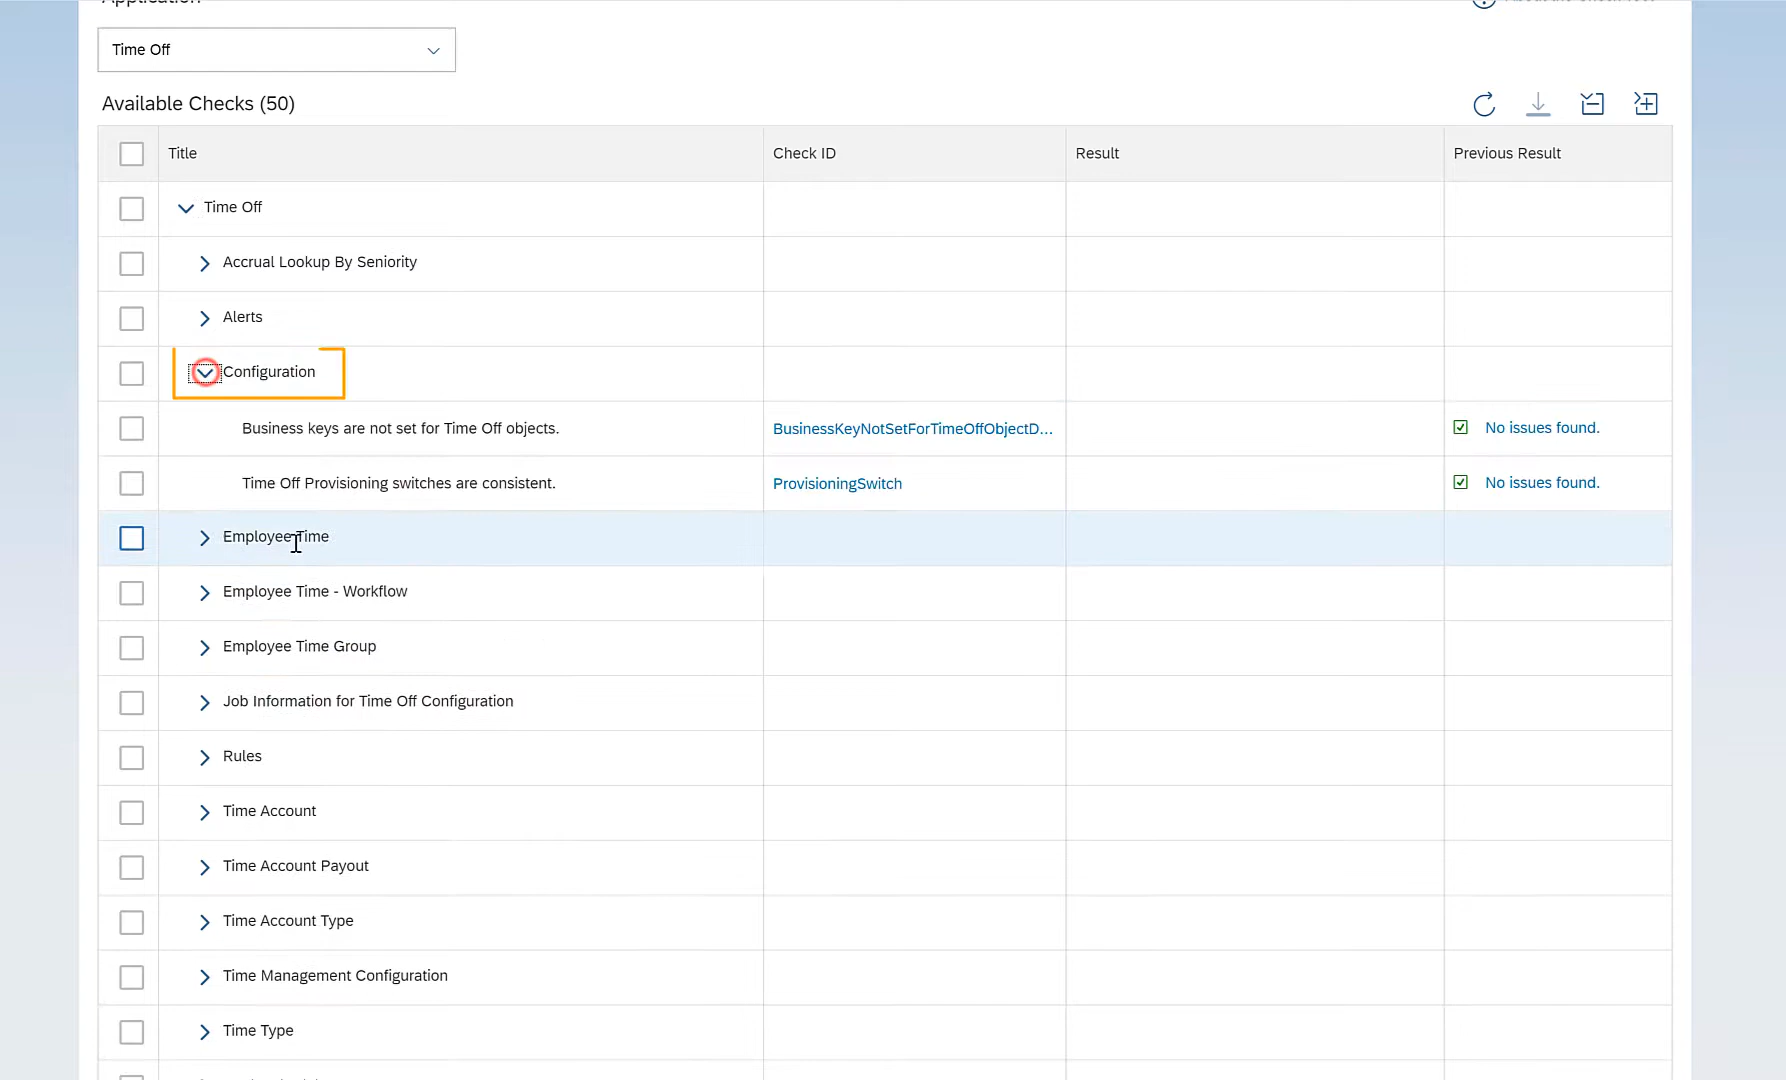 Application
Time Off
Available Checks (50)
Title Check ID Result Previous Result
Time Off
Accrual Lookup By Seniority
Alerts
Configuration
Business keys are not set for Time Off objects. BusinessKeyNotSetForTimeOffObjectD... No issues found.
Time Off Provisioning switches are consistent. ProvisioningSwitch No issues found.
Employee Time
Employee Time - Workflow
Employee Time Group
Job Information for Time Off Configuration
Rules
Time Account
Time Account Payout
Time Account Type
Time Management Configuration
Time Type